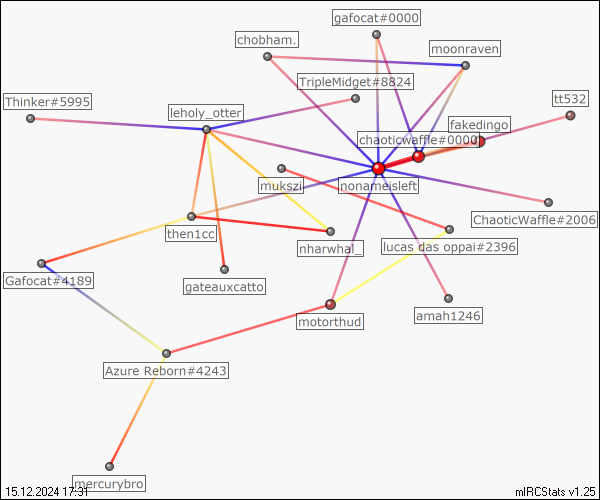 gafocat#0000
chobham.
moonraven
TripleMidget#8824
Thinker#5995
tt532
leholy_otter
fakedingo
chaoticwaffle#0000
mukszi
nonameisleft
ChaoticWaffle#2006
then1cc
nharwhal_
lucas das oppai#2396
Gafocat#4189
gateauxcatto
motorthud
amah1246
Azure Reborn#4243
mercurybro
15.12.2024 17:31
mIRCStats v1.25